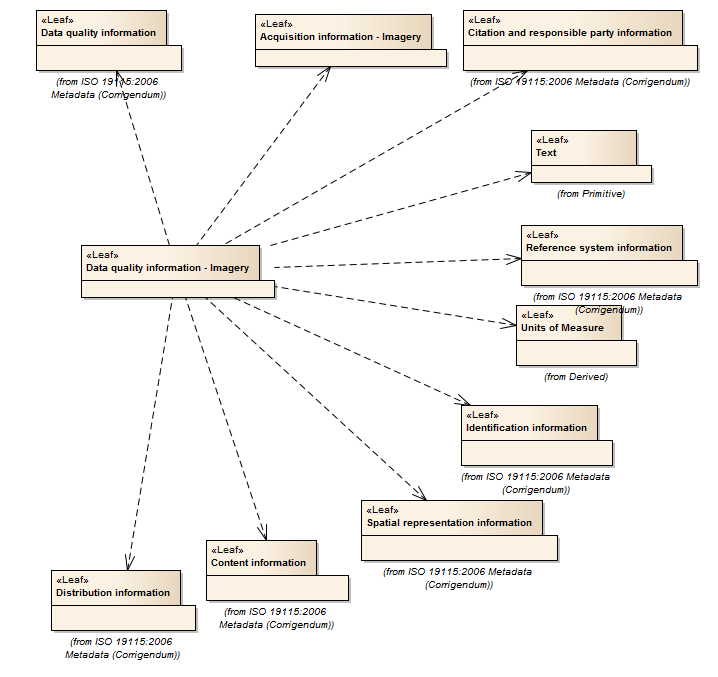 «Leaf»
Data quality information
(from ISO 19115:2006
Metadata (Corrigendum))
«Leaf»
Acquisition information - Imagery
«Leaf»
Citation and responsible party information
(from ISO 19115:2006 Metadata (Corrigendum))
«Leaf»
Text
(from Primitive)
«Leaf»
Reference system information
(from ISO 19115:2006 Metadata
(Corrigendum))
«Leaf»
Data quality information - Imagery
«Leaf»
Units of Measure
(from Derived)
«Leaf»
Identification information
(from ISO 19115:2006 Metadata
(Corrigendum))
«Leaf»
Spatial representation information
(from ISO 19115:2006 Metadata
(Corrigendum))
«Leaf»
Content information
(from ISO 19115:2006
Metadata (Corrigendum))
«Leaf»
Distribution information
(from ISO 19115:2006
Metadata (Corrigendum))